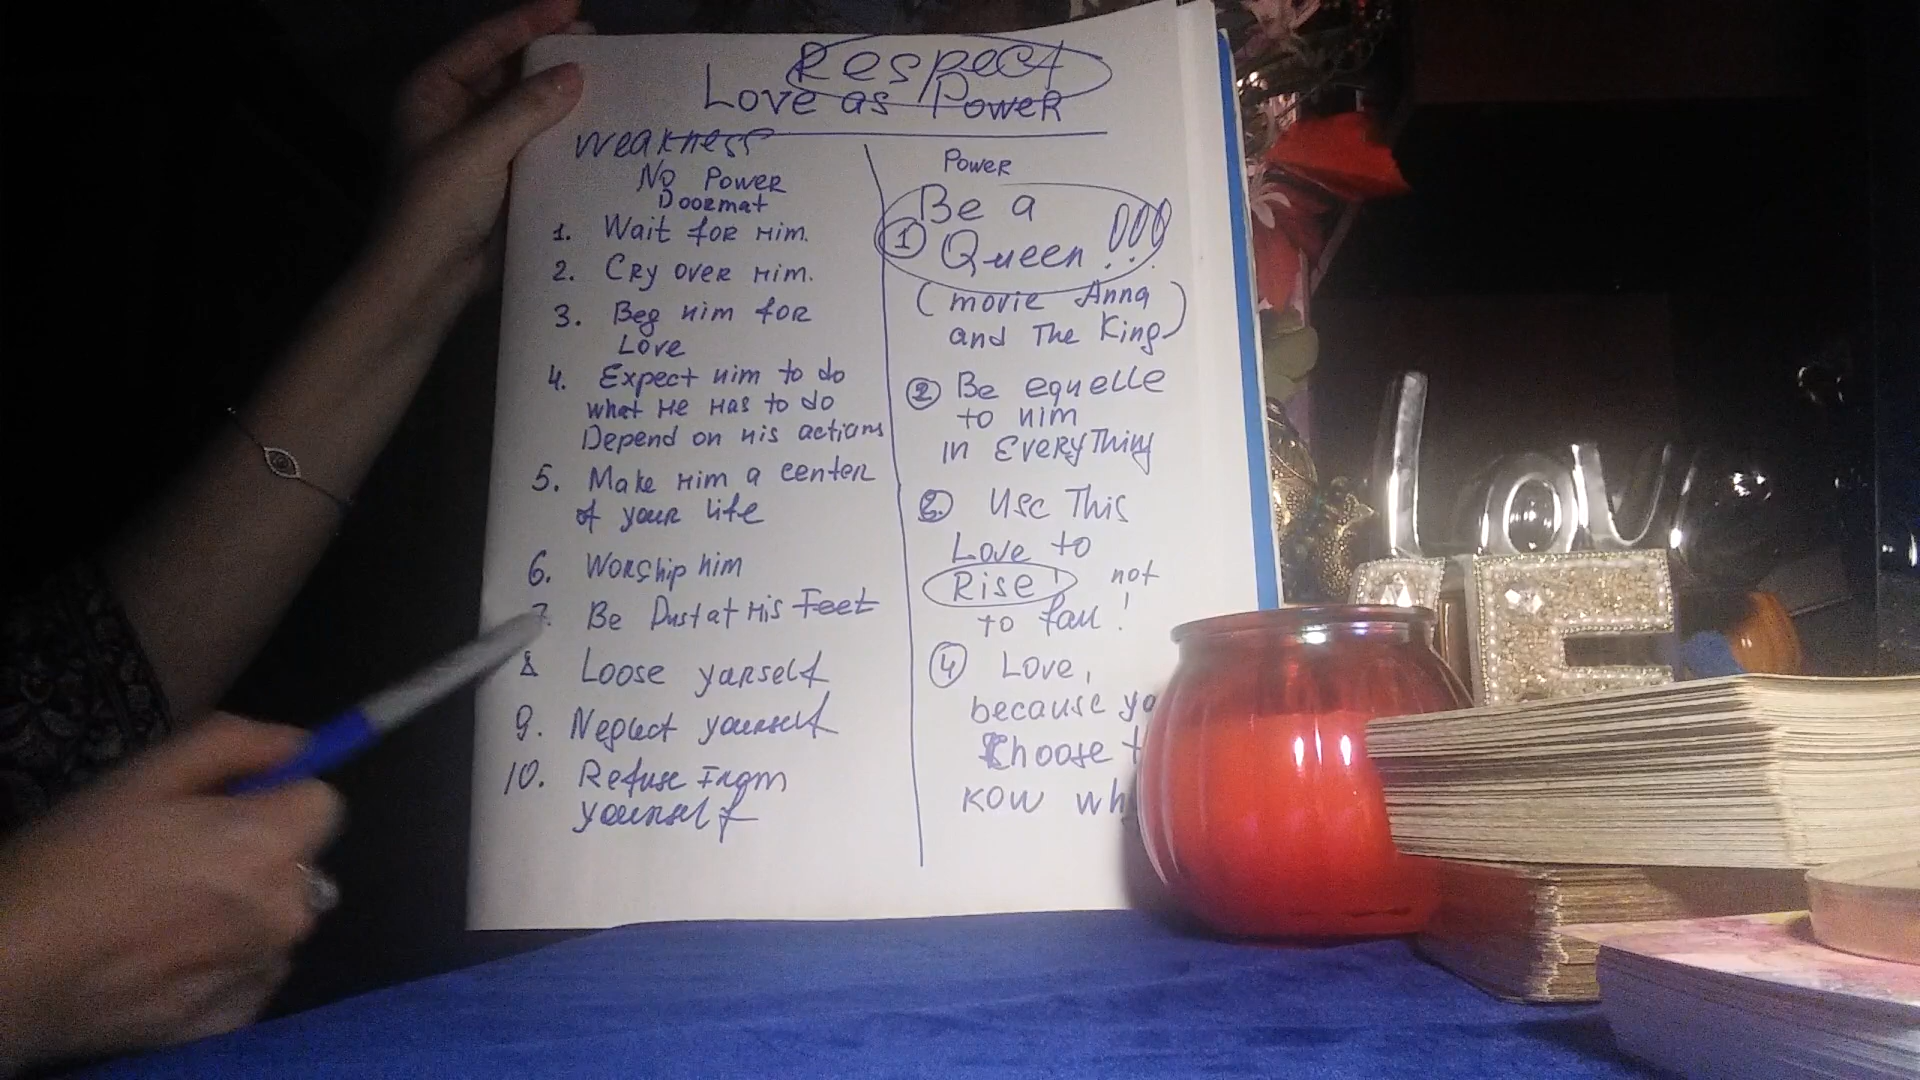 Respect
Love as Power
Weakness
No Power
Doormat
1. Wait for Him.
2. Cry over Him.
3. Beg Him for
Love
4. Expect Him to do
what He Has to do
Depend on His actions
5. Make Him a center
of your life
6. Worship him
7. Be Dust at His Feet
8 Loose yourself
9. Neglect yourself
10. Refuse From
yourself
Power
Be a
1 Queen!!!
(movie Anna
and The King)
2 Be equelle
to Him
in EveryThing
3. Use This
Love to
Rise! not
to fall!
4 Love,
because yo
choose t
kow wh
LOV
E